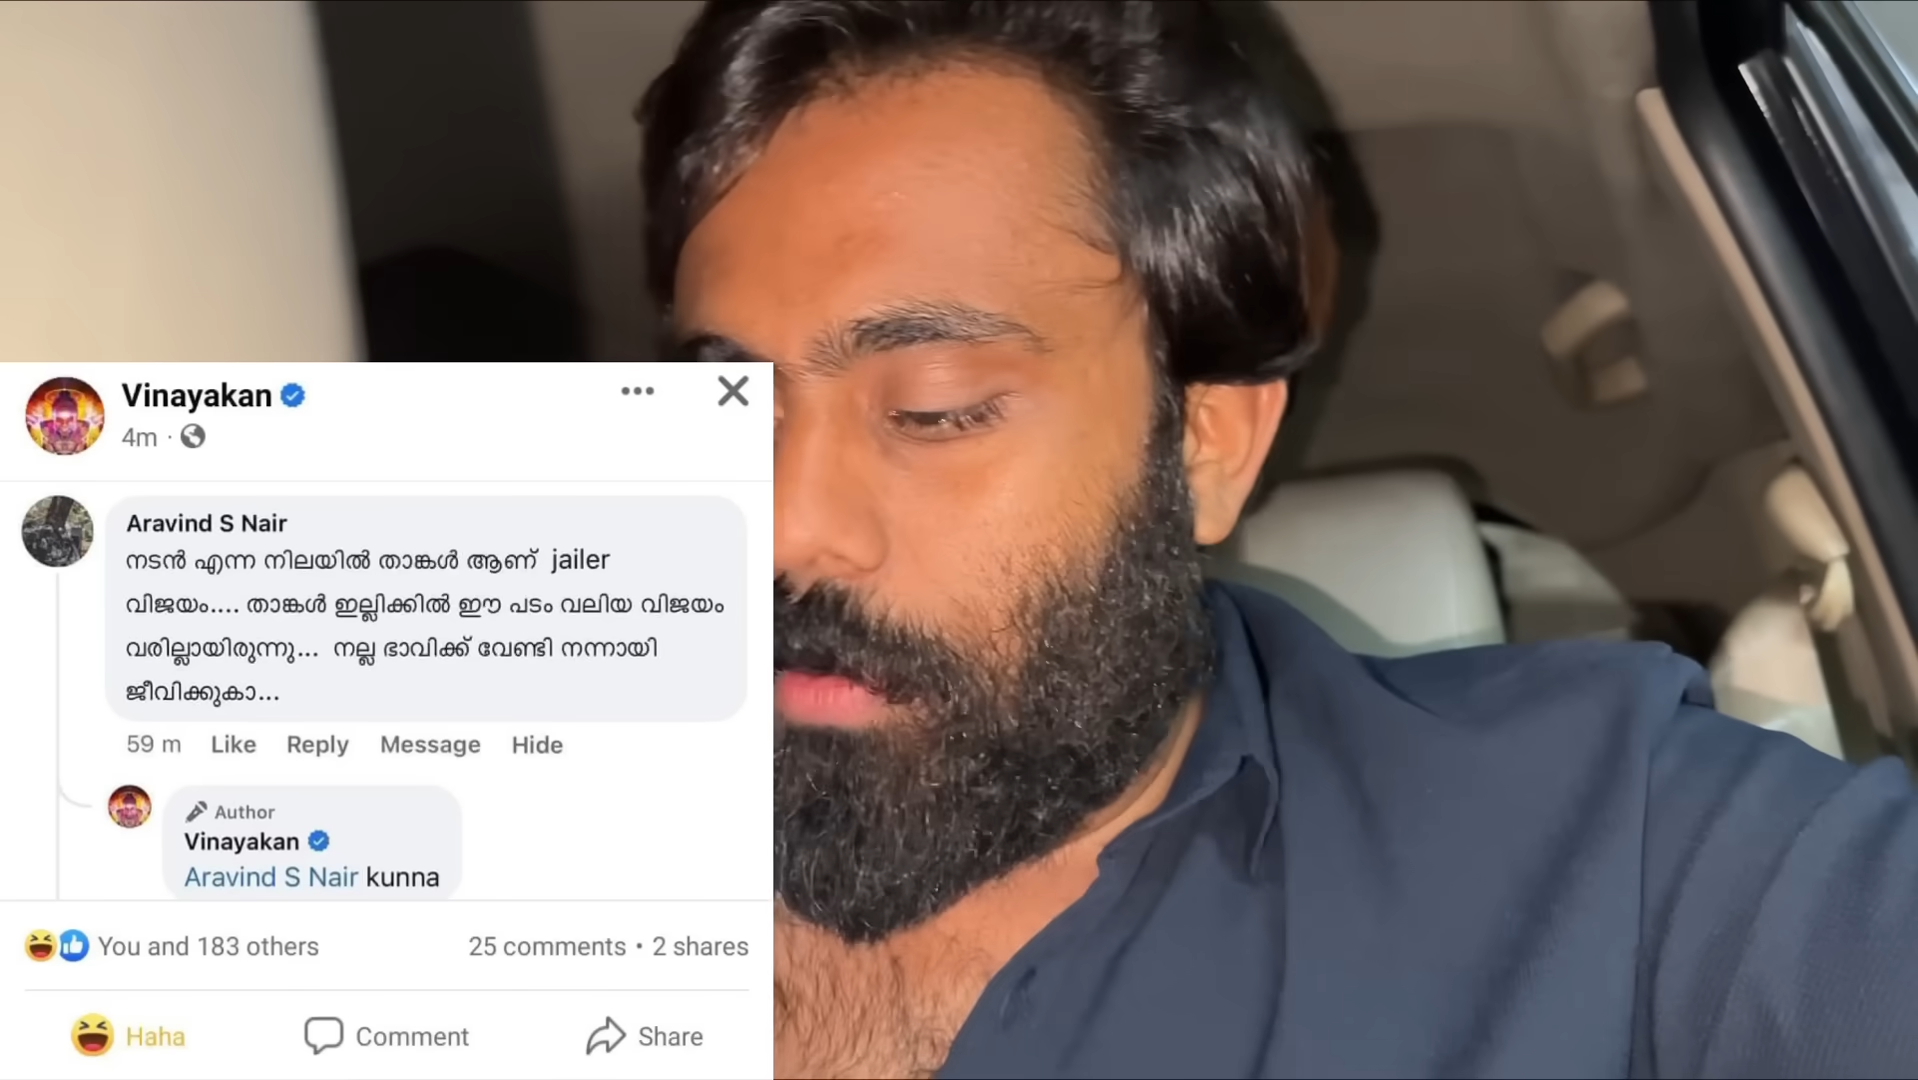 Vinayakan
4m ·
Aravind S Nair
നടൻ എന്ന നിലയിൽ താങ്കൾ ആണ് jailer
വിജയം.... താങ്കൾ ഇല്ലിക്കിൽ ഈ പടം വലിയ വിജയം
വരില്ലായിരുന്നു... നല്ല ഭാവിക്ക് വേണ്ടി നന്നായി
ജീവിക്കുകാ...
59 m Like Reply Message Hide
Author
Vinayakan
Aravind S Nair kunna
You and 183 others 25 comments • 2 shares
Haha Comment Share